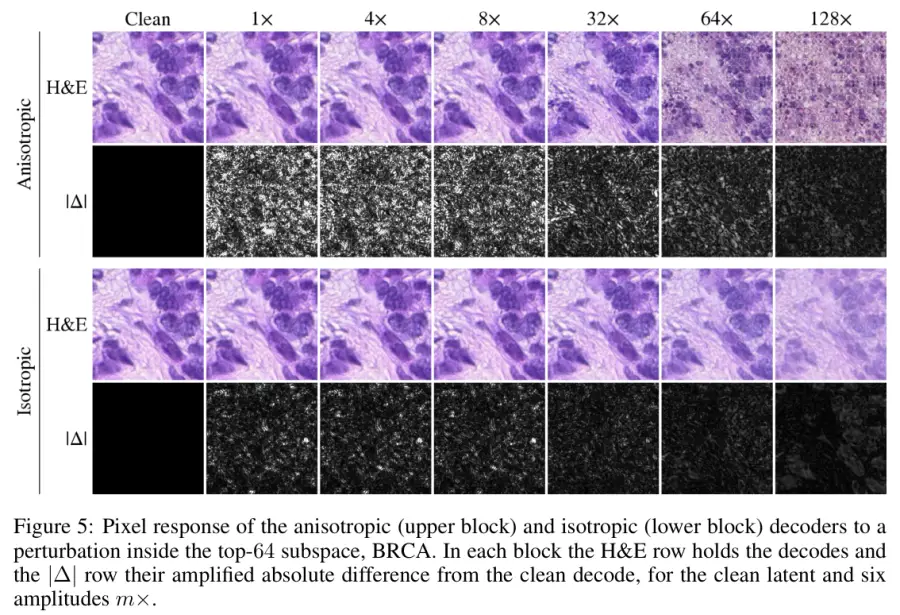 Clean 1× 4× 8× 32× 64× 128×
Anisotropic
H&E
|Δ|
Isotropic
H&E
|Δ|
Figure 5: Pixel response of the anisotropic (upper block) and isotropic (lower block) decoders to a
perturbation inside the top-64 subspace, BRCA. In each block the H&E row holds the decodes and
the |Δ| row their amplified absolute difference from the clean decode, for the clean latent and six
amplitudes m×.